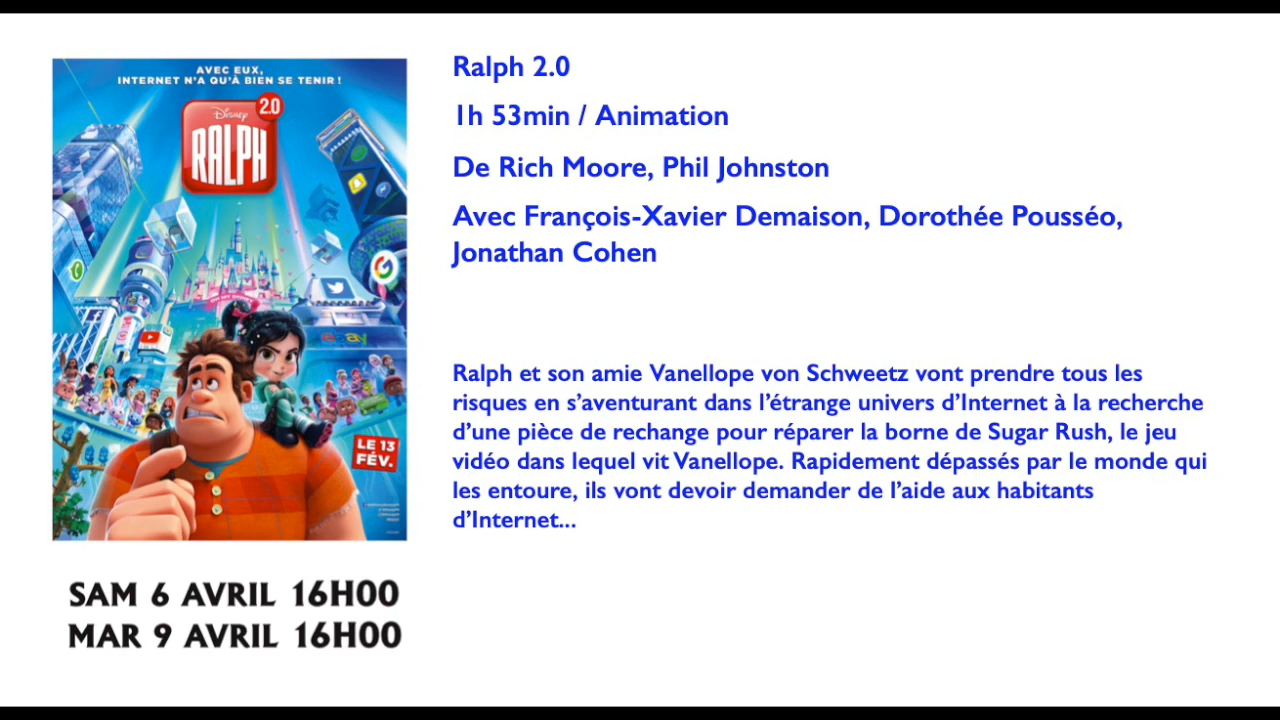 AVEC EUX,
INTERNET N'A QU'À BIEN SE TENIR !
Disney
2.0
RALPH
OH MY DISNEY
ebay
LE 13
FÉV.
SAM 6 AVRIL 16H00
MAR 9 AVRIL 16H00
Ralph 2.0
1h 53min / Animation
De Rich Moore, Phil Johnston
Avec François-Xavier Demaison, Dorothée Pousséo,
Jonathan Cohen
Ralph et son amie Vanellope von Schweetz vont prendre tous les
risques en s’aventurant dans l’étrange univers d’Internet à la recherche
d’une pièce de rechange pour réparer la borne de Sugar Rush, le jeu
vidéo dans lequel vit Vanellope. Rapidement dépassés par le monde qui
les entoure, ils vont devoir demander de l’aide aux habitants
d’Internet...